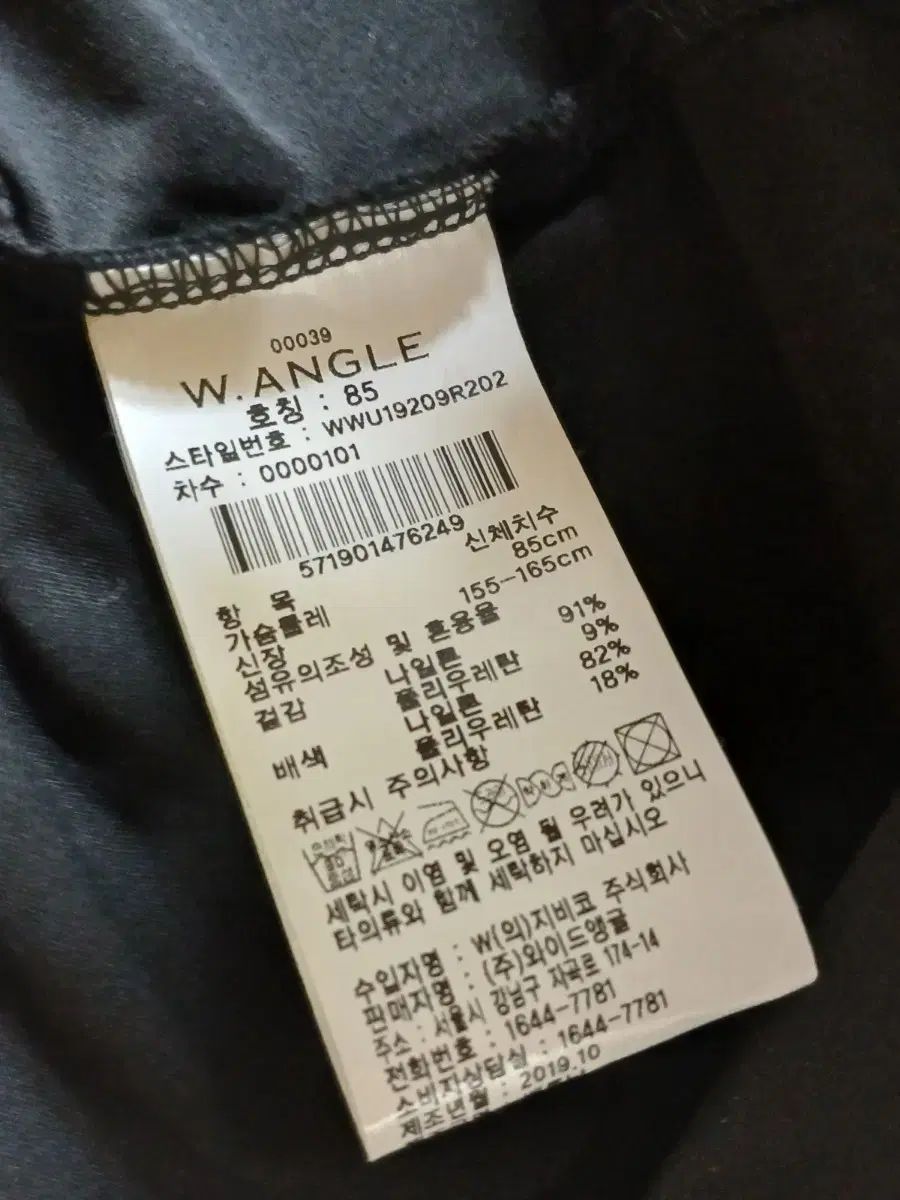 00039
W.ANGLE
호칭 : 85
스타일번호 : WWU19209R202
차수 : 0000101
571901476249
항 목 신체치수
가슴둘레 85cm
신장 155-165cm
섬유의조성 및 혼용율
겉감 나일론 91%
폴리우레탄 9%
배색 나일론 82%
폴리우레탄 18%
취급시 주의사항
세탁시 이염 및 오염 될 우려가 있으니
타의류와 함께 세탁하지 마십시오
수입자명 : W(의)지비코 주식회사
판매자명 : (주)와이드앵글
주소 : 서울시 강남구 자곡로 174-14
전화번호 : 1644-7781
소비자상담실 : 1644-7781
제조년월 : 2019.10